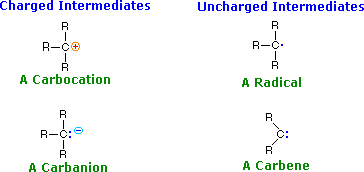 Charged Intermediates
Uncharged Intermediates
R
R–C⊕
R
A Carbocation
R
R–C·
R
A Radical
R
R–C:⊖
R
A Carbanion
R
C:
R
A Carbene